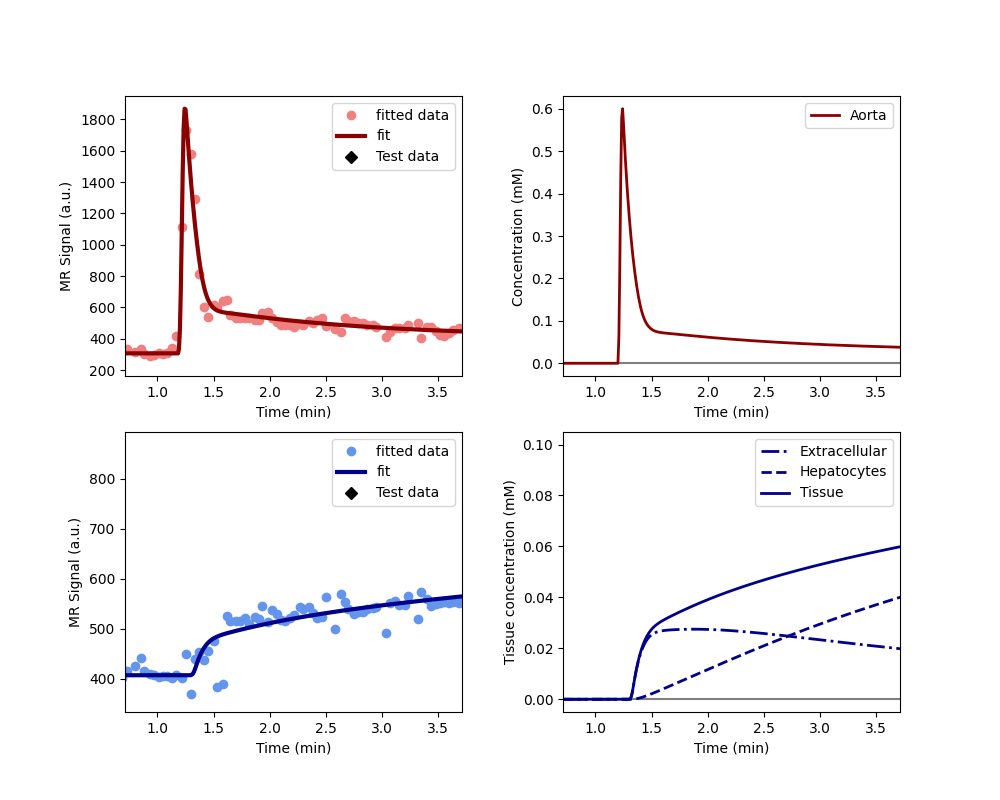 MR Signal (a.u.)
1800
1600
1400
1200
1000
800
600
400
200
1.0 1.5 2.0 2.5 3.0 3.5
Time (min)
fitted data
fit
Test data
Concentration (mM)
0.6
0.5
0.4
0.3
0.2
0.1
0.0
1.0 1.5 2.0 2.5 3.0 3.5
Time (min)
Aorta
MR Signal (a.u.)
800
700
600
500
400
1.0 1.5 2.0 2.5 3.0 3.5
Time (min)
fitted data
fit
Test data
Tissue concentration (mM)
0.10
0.08
0.06
0.04
0.02
0.00
1.0 1.5 2.0 2.5 3.0 3.5
Time (min)
Extracellular
Hepatocytes
Tissue